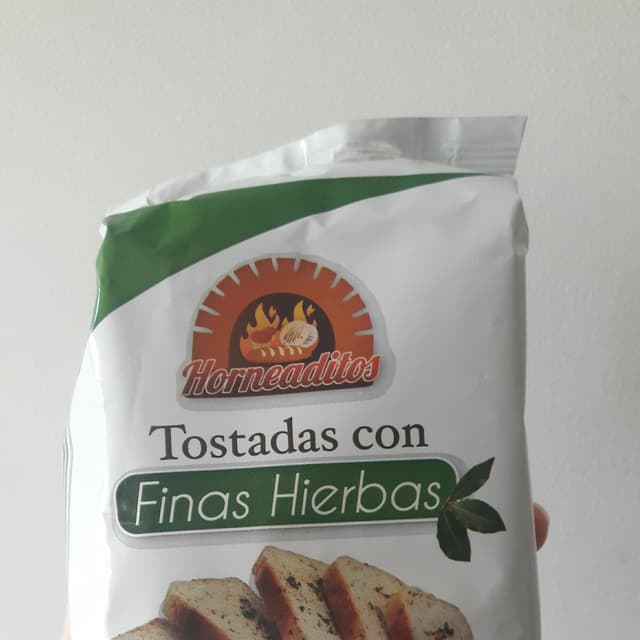 Horneaditos
Tostadas con
Finas Hierbas